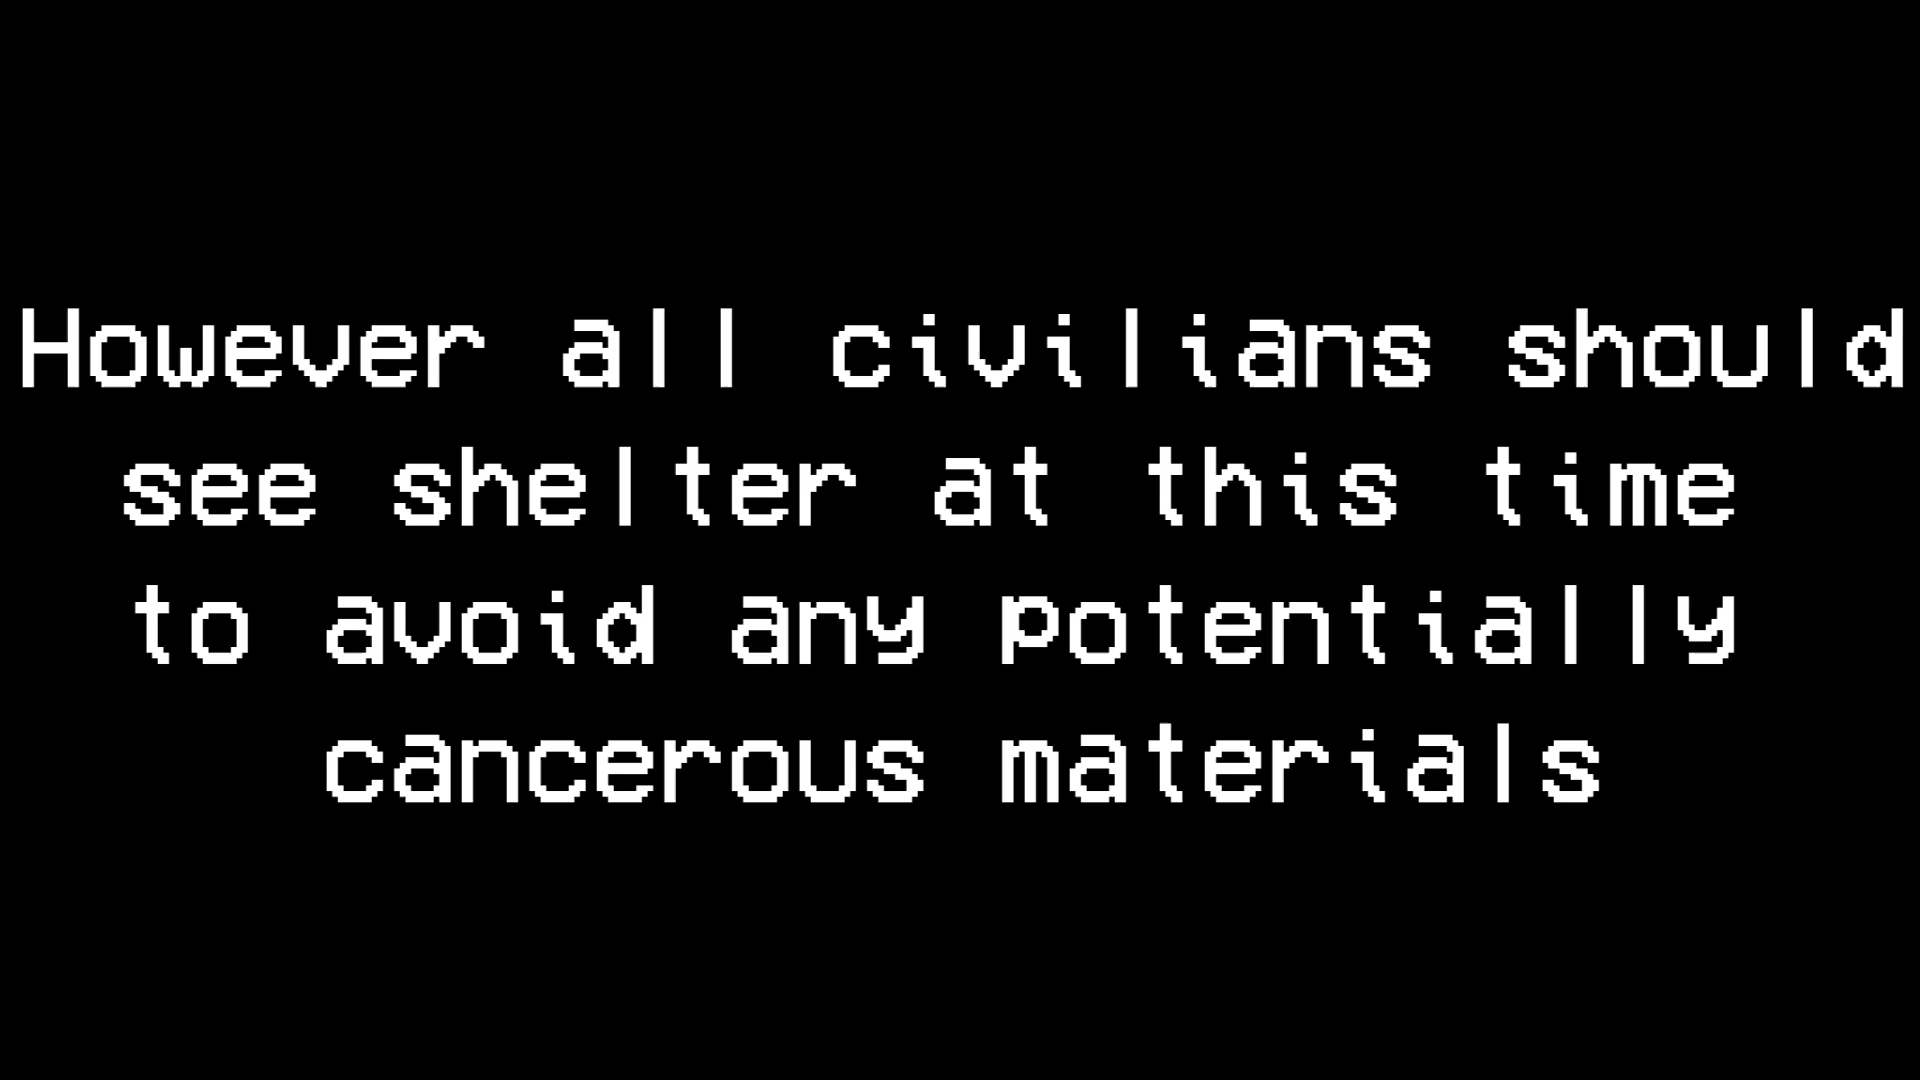 However all civilians should
see shelter at this time
to avoid any potentially
cancerous materials